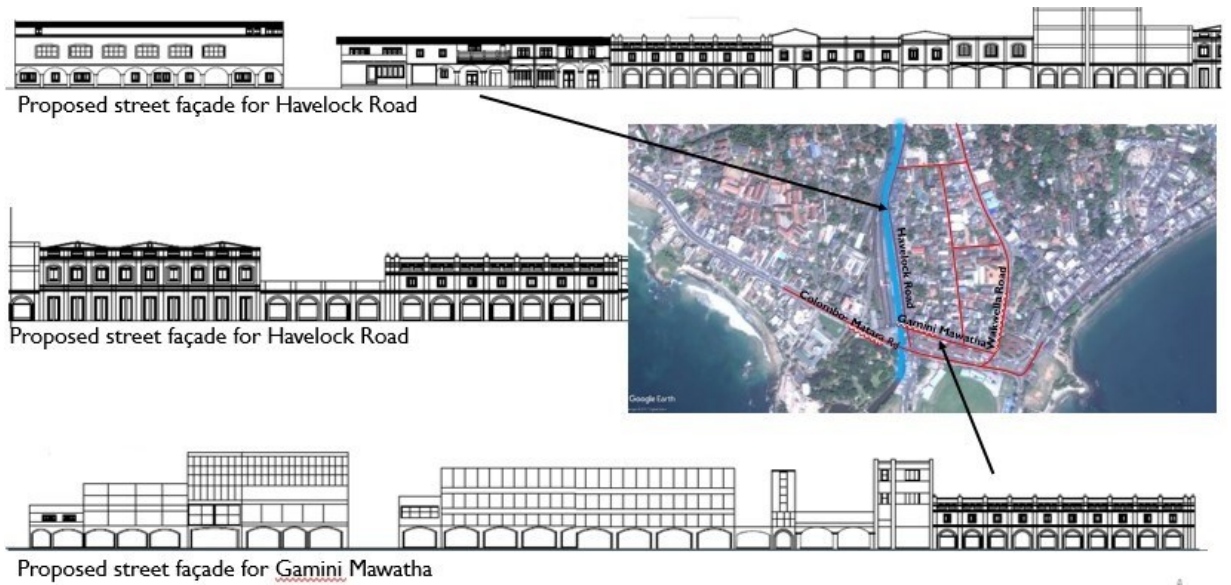 Proposed street façade for Havelock Road
Havelock Road
Colombo- Matara Rd
Gamini Mawatha
Wakwella Road
Google Earth
Proposed street façade for Havelock Road
Proposed street façade for Gamini Mawatha